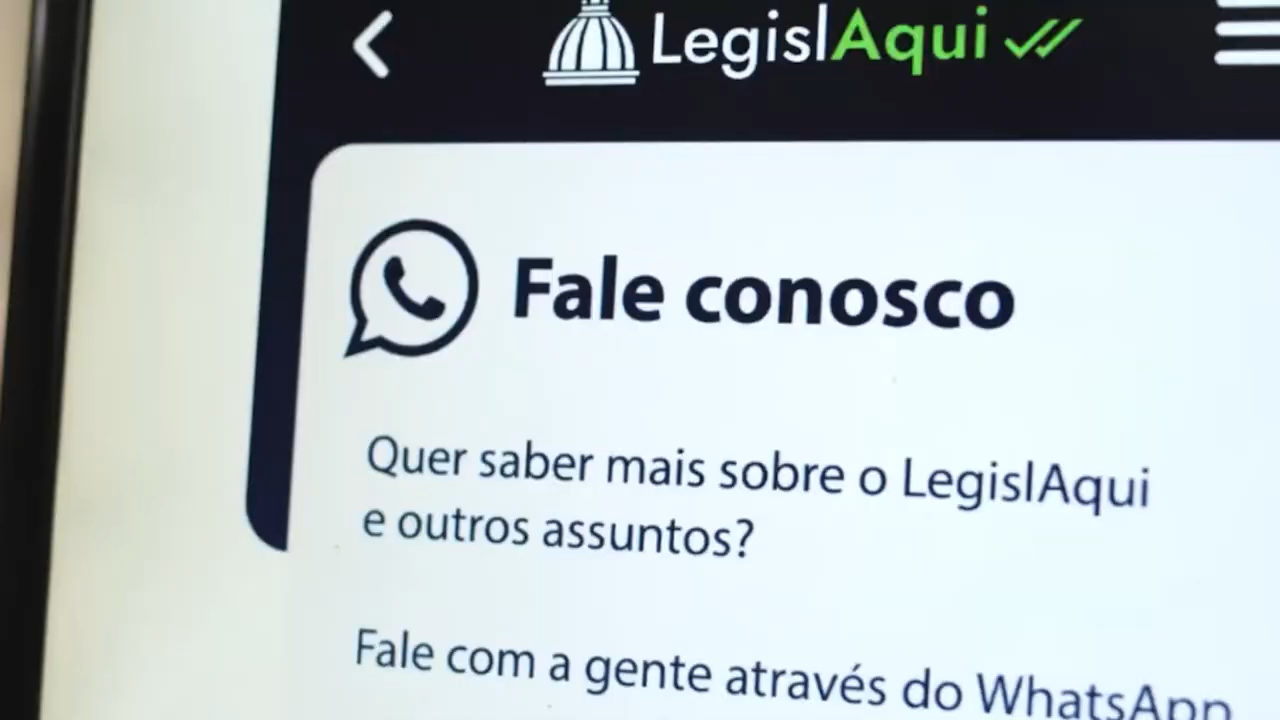 LegislAqui
Fale conosco
Quer saber mais sobre o LegislAqui
e outros assuntos?
Fale com a gente através do WhatsApp